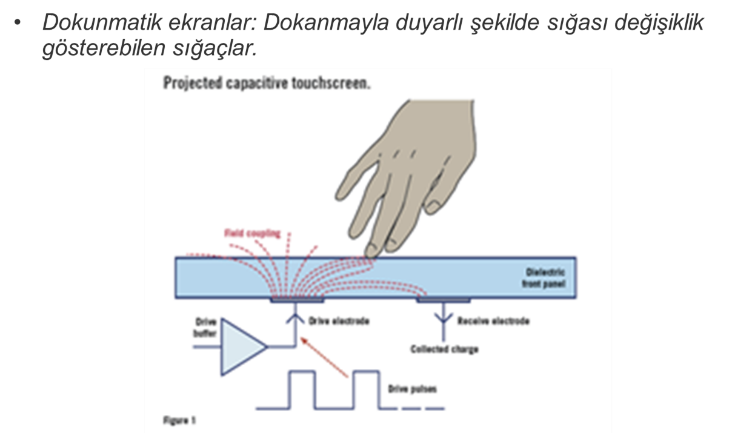 • Dokunmatik ekranlar: Dokanmayla duyarlı şekilde sığası değişiklik
gösterebilen sığaçlar.
Projected capacitive touchscreen.
Field coupling
Dielectric
front panel
Drive
buffer
Drive electrode
Receive electrode
Collected charge
Drive pulses
Figure 1